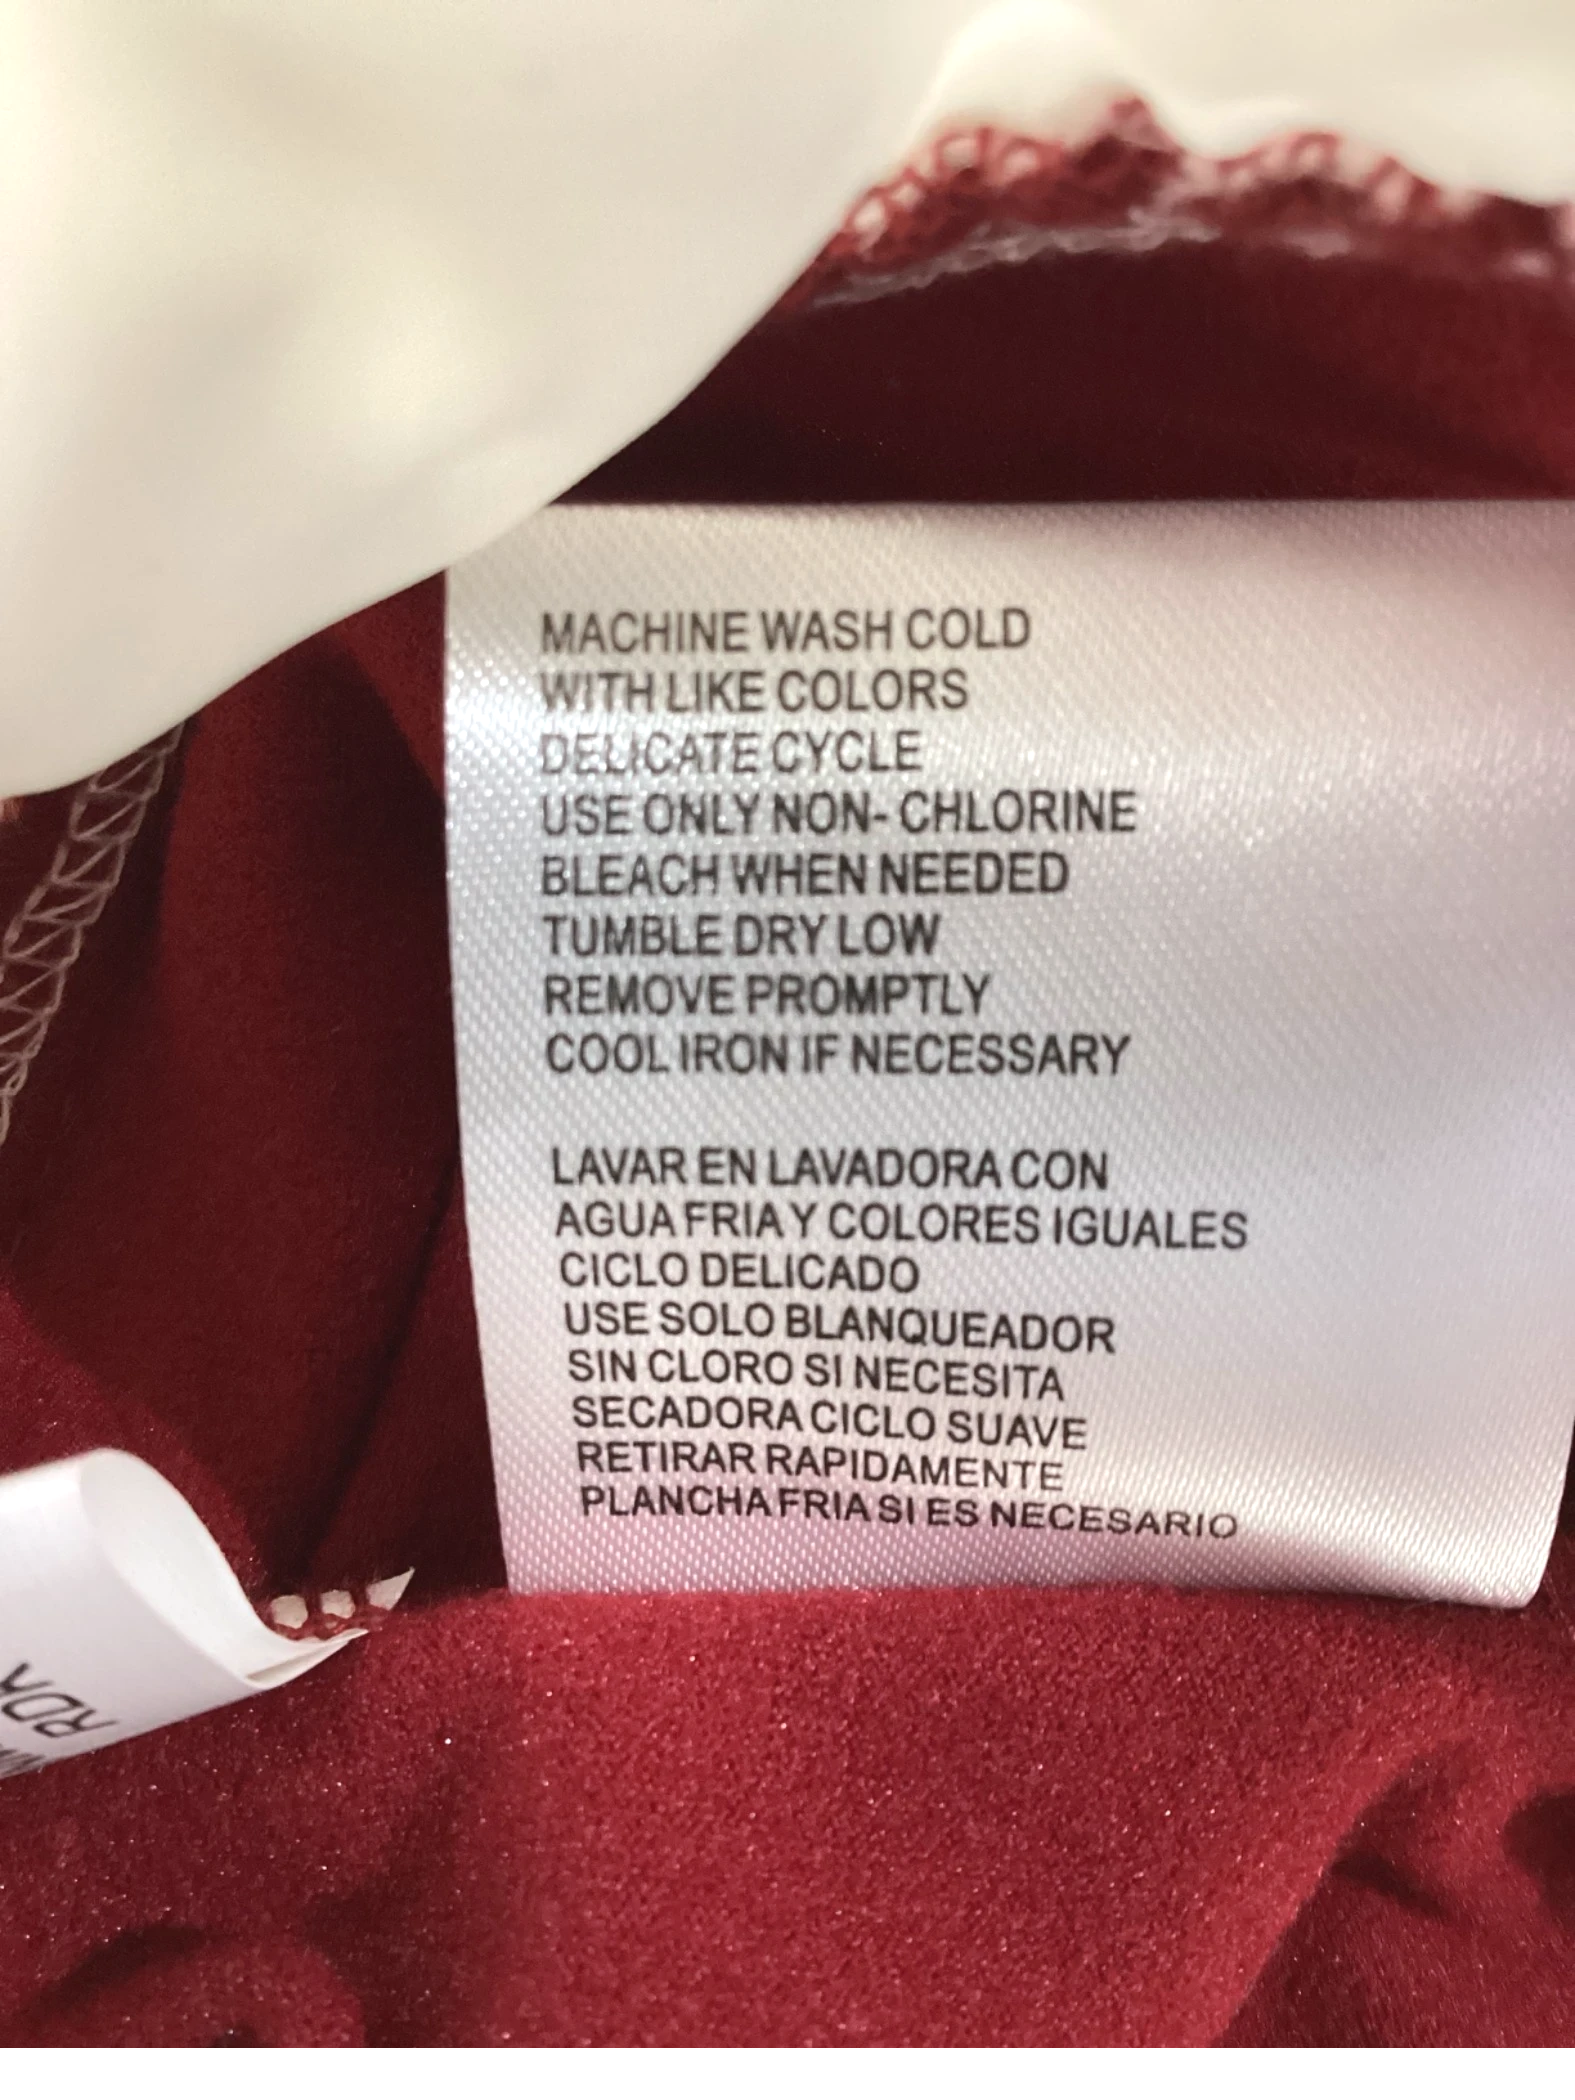 MACHINE WASH COLD
WITH LIKE COLORS
DELICATE CYCLE
USE ONLY NON- CHLORINE
BLEACH WHEN NEEDED
TUMBLE DRY LOW
REMOVE PROMPTLY
COOL IRON IF NECESSARY
LAVAR EN LAVADORA CON
AGUA FRIA Y COLORES IGUALES
CICLO DELICADO
USE SOLO BLANQUEADOR
SIN CLORO SI NECESITA
SECADORA CICLO SUAVE
RETIRAR RAPIDAMENTE
PLANCHA FRIA SI ES NECESARIO